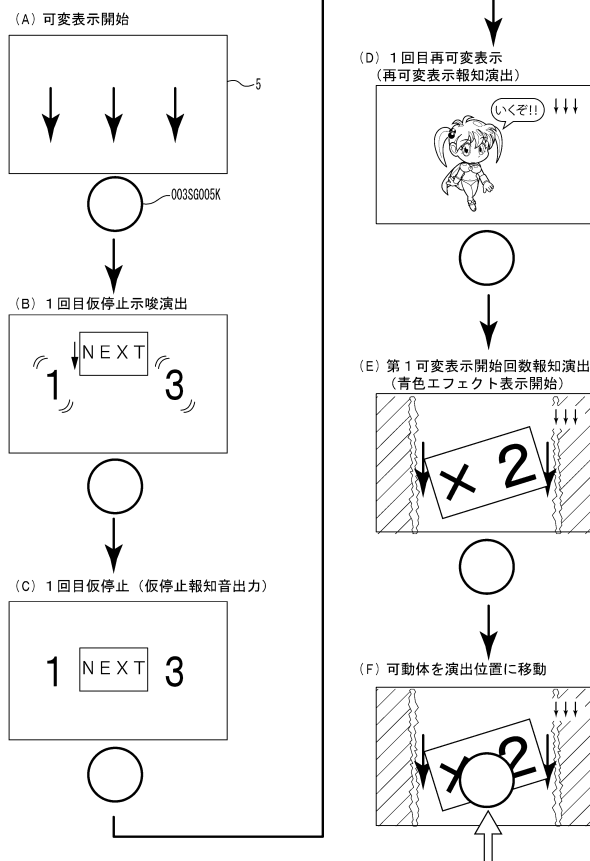 (A) 可変表示開始
5
003SG005K
(B) 1回目仮停止示唆演出
NEXT
1 3
(C) 1回目仮停止（仮停止報知音出力）
1 NEXT 3
(D) 1回目再可変表示
(再可変表示報知演出)
いくぞ!!
(E) 第1可変表示開始回数報知演出
(青色エフェクト表示開始)
× 2
(F) 可動体を演出位置に移動
× 2